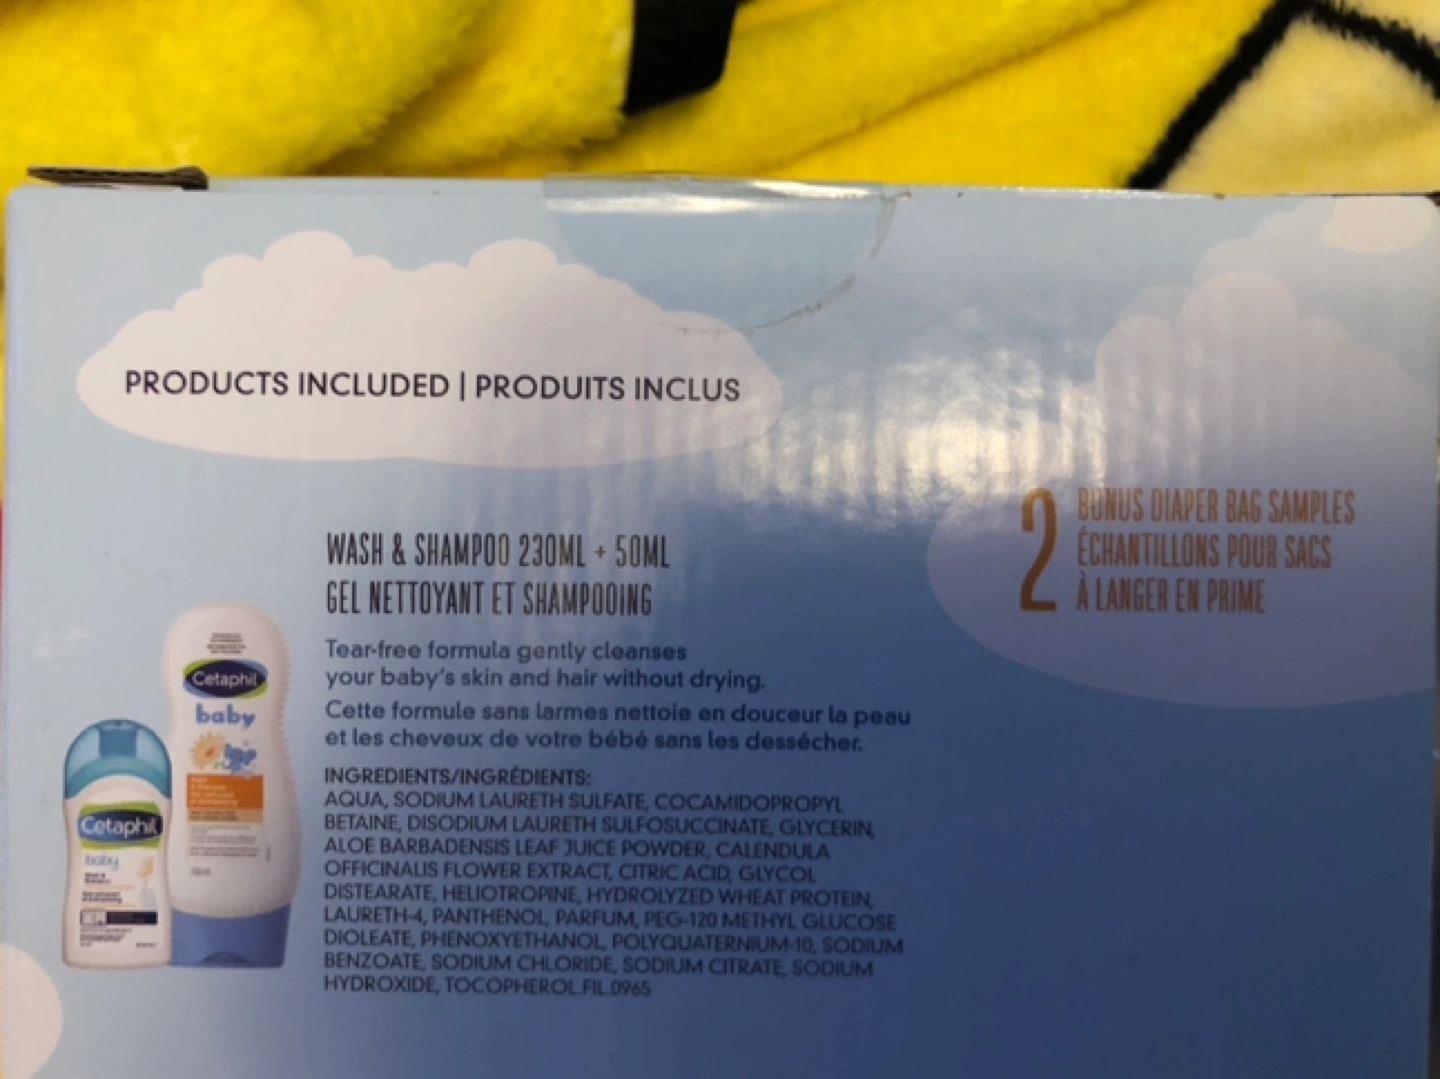 PRODUCTS INCLUDED | PRODUITS INCLUS
2
BONUS DIAPER BAG SAMPLES
ÉCHANTILLONS POUR SACS
À LANGER EN PRIME
WASH & SHAMPOO 230ML + 50ML
GEL NETTOYANT ET SHAMPOOING
Tear-free formula gently cleanses
your baby's skin and hair without drying.
Cette formule sans larmes nettoie en douceur la peau
et les cheveux de votre bébé sans les dessécher.
INGREDIENTS/INGRÉDIENTS:
AQUA, SODIUM LAURETH SULFATE, COCAMIDOPROPYL
BETAINE, DISODIUM LAURETH SULFOSUCCINATE, GLYCERIN,
ALOE BARBADENSIS LEAF JUICE POWDER, CALENDULA
OFFICINALIS FLOWER EXTRACT, CITRIC ACID, GLYCOL
DISTEARATE, HELIOTROPINE, HYDROLYZED WHEAT PROTEIN,
LAURETH-4, PANTHENOL, PARFUM, PEG-120 METHYL GLUCOSE
DIOLEATE, PHENOXYETHANOL, POLYQUATERNIUM-10, SODIUM
BENZOATE, SODIUM CHLORIDE, SODIUM CITRATE, SODIUM
HYDROXIDE, TOCOPHEROL.FIL.0965
Cetaphil
baby
Cetaphil
baby